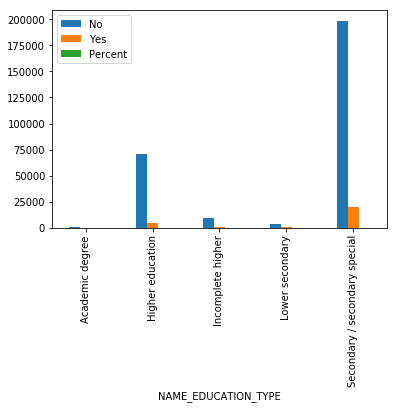 200000
175000
150000
125000
100000
75000
50000
25000
0
No
Yes
Percent
Academic degree
Higher education
Incomplete higher
Lower secondary
Secondary / secondary special
NAME_EDUCATION_TYPE